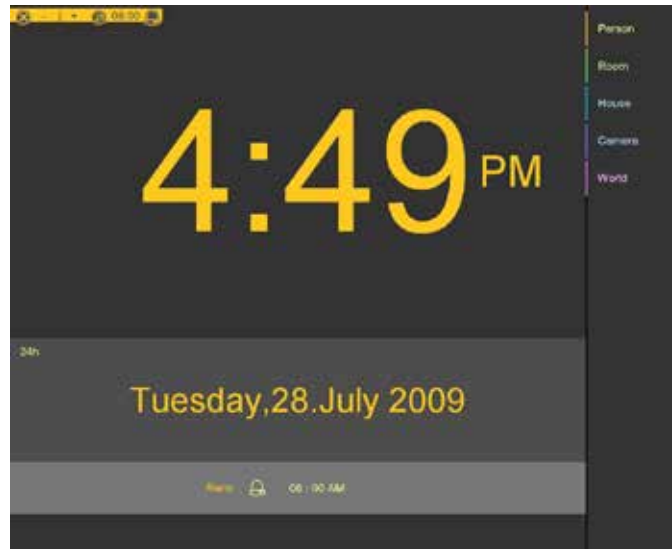 - + 06:00
Person
Room
House
Camera
World
4:49 PM
24h
Tuesday,28.July 2009
06 : 00 AM